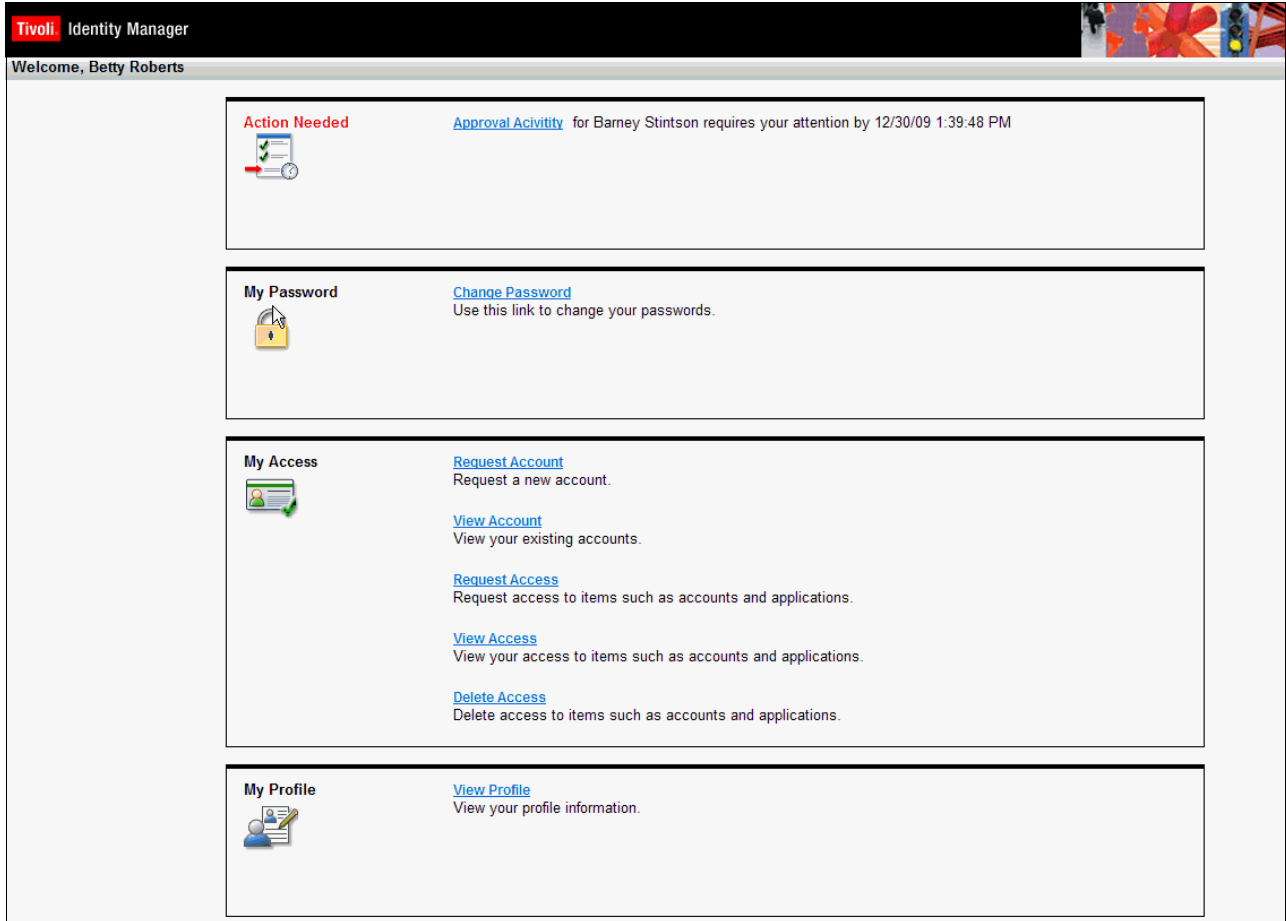 Tivoli. Identity Manager
Welcome, Betty Roberts
Action Needed
Approval Acivitity for Barney Stintson requires your attention by 12/30/09 1:39:48 PM
My Password
Change Password
Use this link to change your passwords.
My Access
Request Account
Request a new account.
View Account
View your existing accounts.
Request Access
Request access to items such as accounts and applications.
View Access
View your access to items such as accounts and applications.
Delete Access
Delete access to items such as accounts and applications.
My Profile
View Profile
View your profile information.